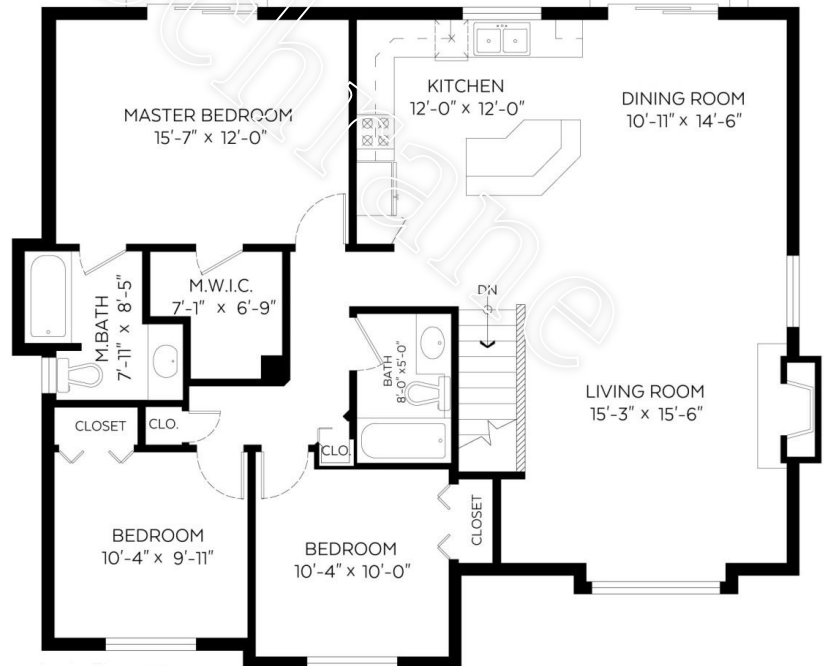 MASTER BEDROOM
15'-7" x 12'-0"
KITCHEN
12'-0" x 12'-0"
DINING ROOM
10'-11" x 14'-6"
M.BATH
7'-11" x 8'-5"
M.W.I.C.
7'-1" x 6'-9"
DN
BATH
8'-0" x 5'-0"
LIVING ROOM
15'-3" x 15'-6"
CLOSET
CLO.
CLO.
CLOSET
BEDROOM
10'-4" x 9'-11"
BEDROOM
10'-4" x 10'-0"